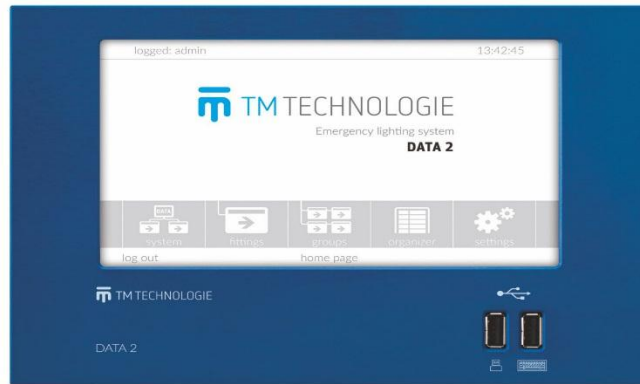 logged: admin 13:42:45
TM TECHNOLOGIE
Emergency lighting system
DATA 2
DATA
system fittings groups organizer settings
log out home page
TM TECHNOLOGIE
DATA 2